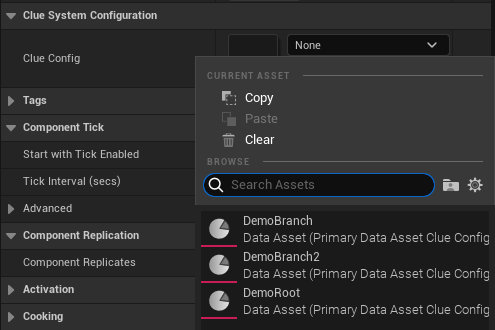 Clue System Configuration
Clue Config
None
CURRENT ASSET
Copy
Paste
Clear
BROWSE
Search Assets
DemoBranch
Data Asset (Primary Data Asset Clue Config
DemoBranch2
Data Asset (Primary Data Asset Clue Config
DemoRoot
Data Asset (Primary Data Asset Clue Config
Tags
Component Tick
Start with Tick Enabled
Tick Interval (secs)
Advanced
Component Replication
Component Replicates
Activation
Cooking